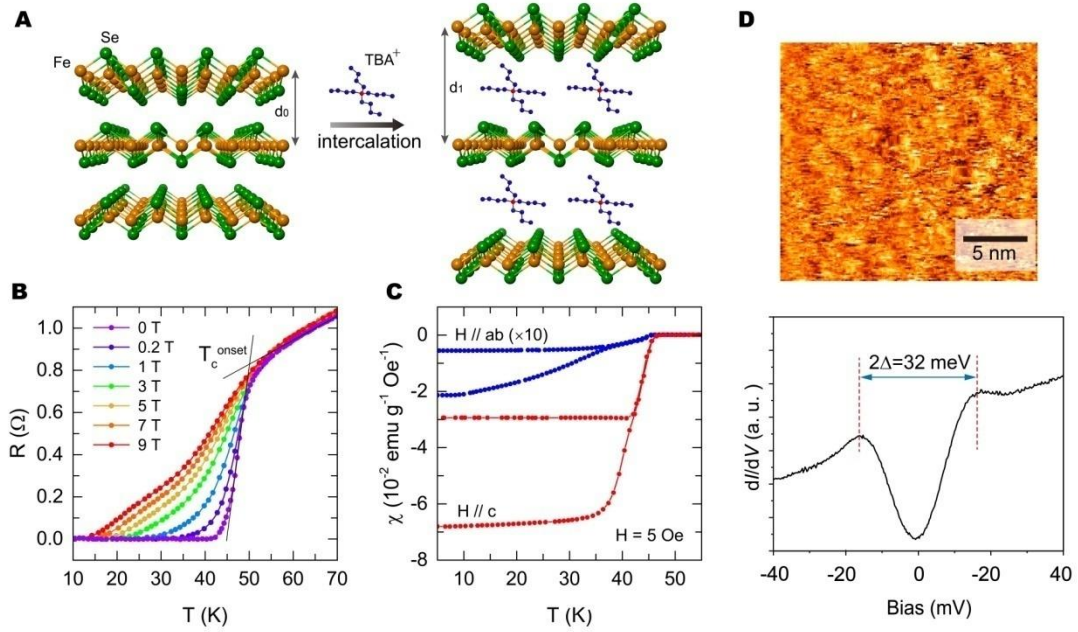 A
Se
Fe
d0
TBA+
intercalation
d1
D
5 nm
B
1.0
0.8
0.6
0.4
0.2
0.0
R (Ω)
0 T
0.2 T
1 T
3 T
5 T
7 T
9 T
Tc onset
10 20 30 40 50 60 70
T (K)
C
0
-2
-4
-6
-8
χ (10-2 emu g-1 Oe-1)
H // ab (×10)
H // c
H = 5 Oe
10 20 30 40 50
T (K)
2Δ=32 meV
dI/dV (a. u.)
-40 -20 0 -20 40
Bias (mV)